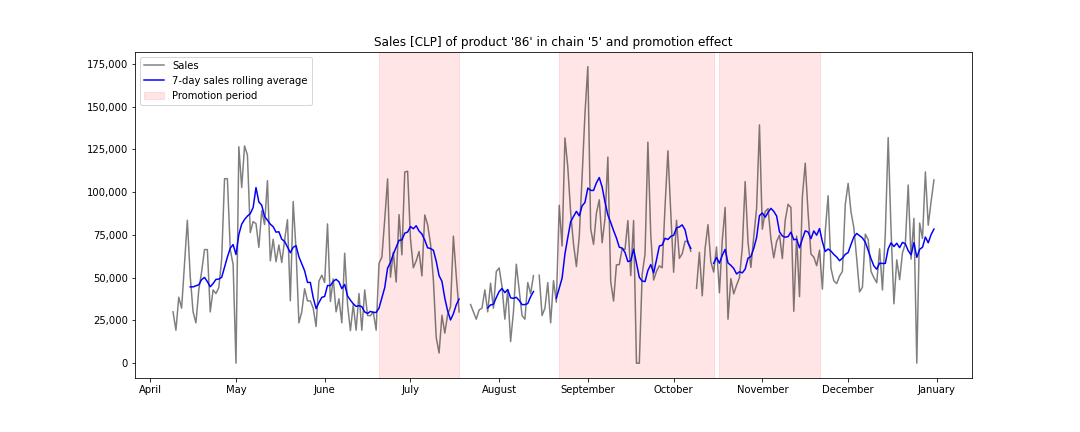 Sales [CLP] of product '86' in chain '5' and promotion effect
Sales
7-day sales rolling average
Promotion period
175,000
150,000
125,000
100,000
75,000
50,000
25,000
0
April May June July August September October November December January